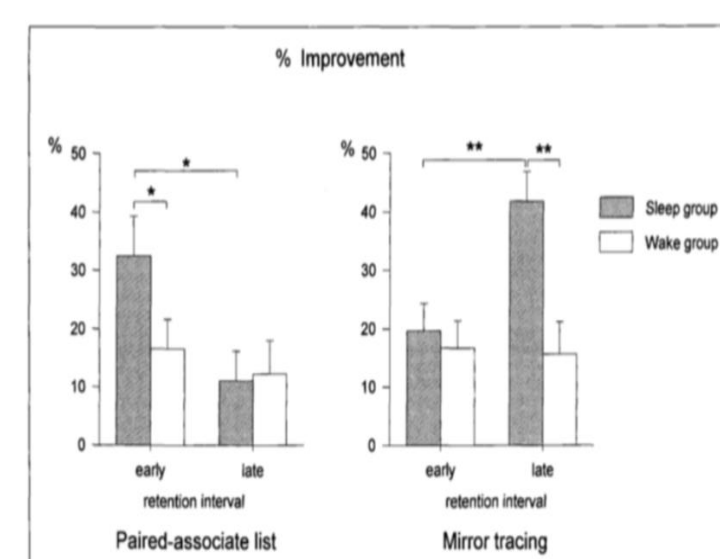 % Improvement
%
50
40
30
20
10
0
*
*
early
late
retention interval
Paired-associate list
%
50
40
30
20
10
0
**
**
early
late
retention interval
Mirror tracing
Sleep group
Wake group